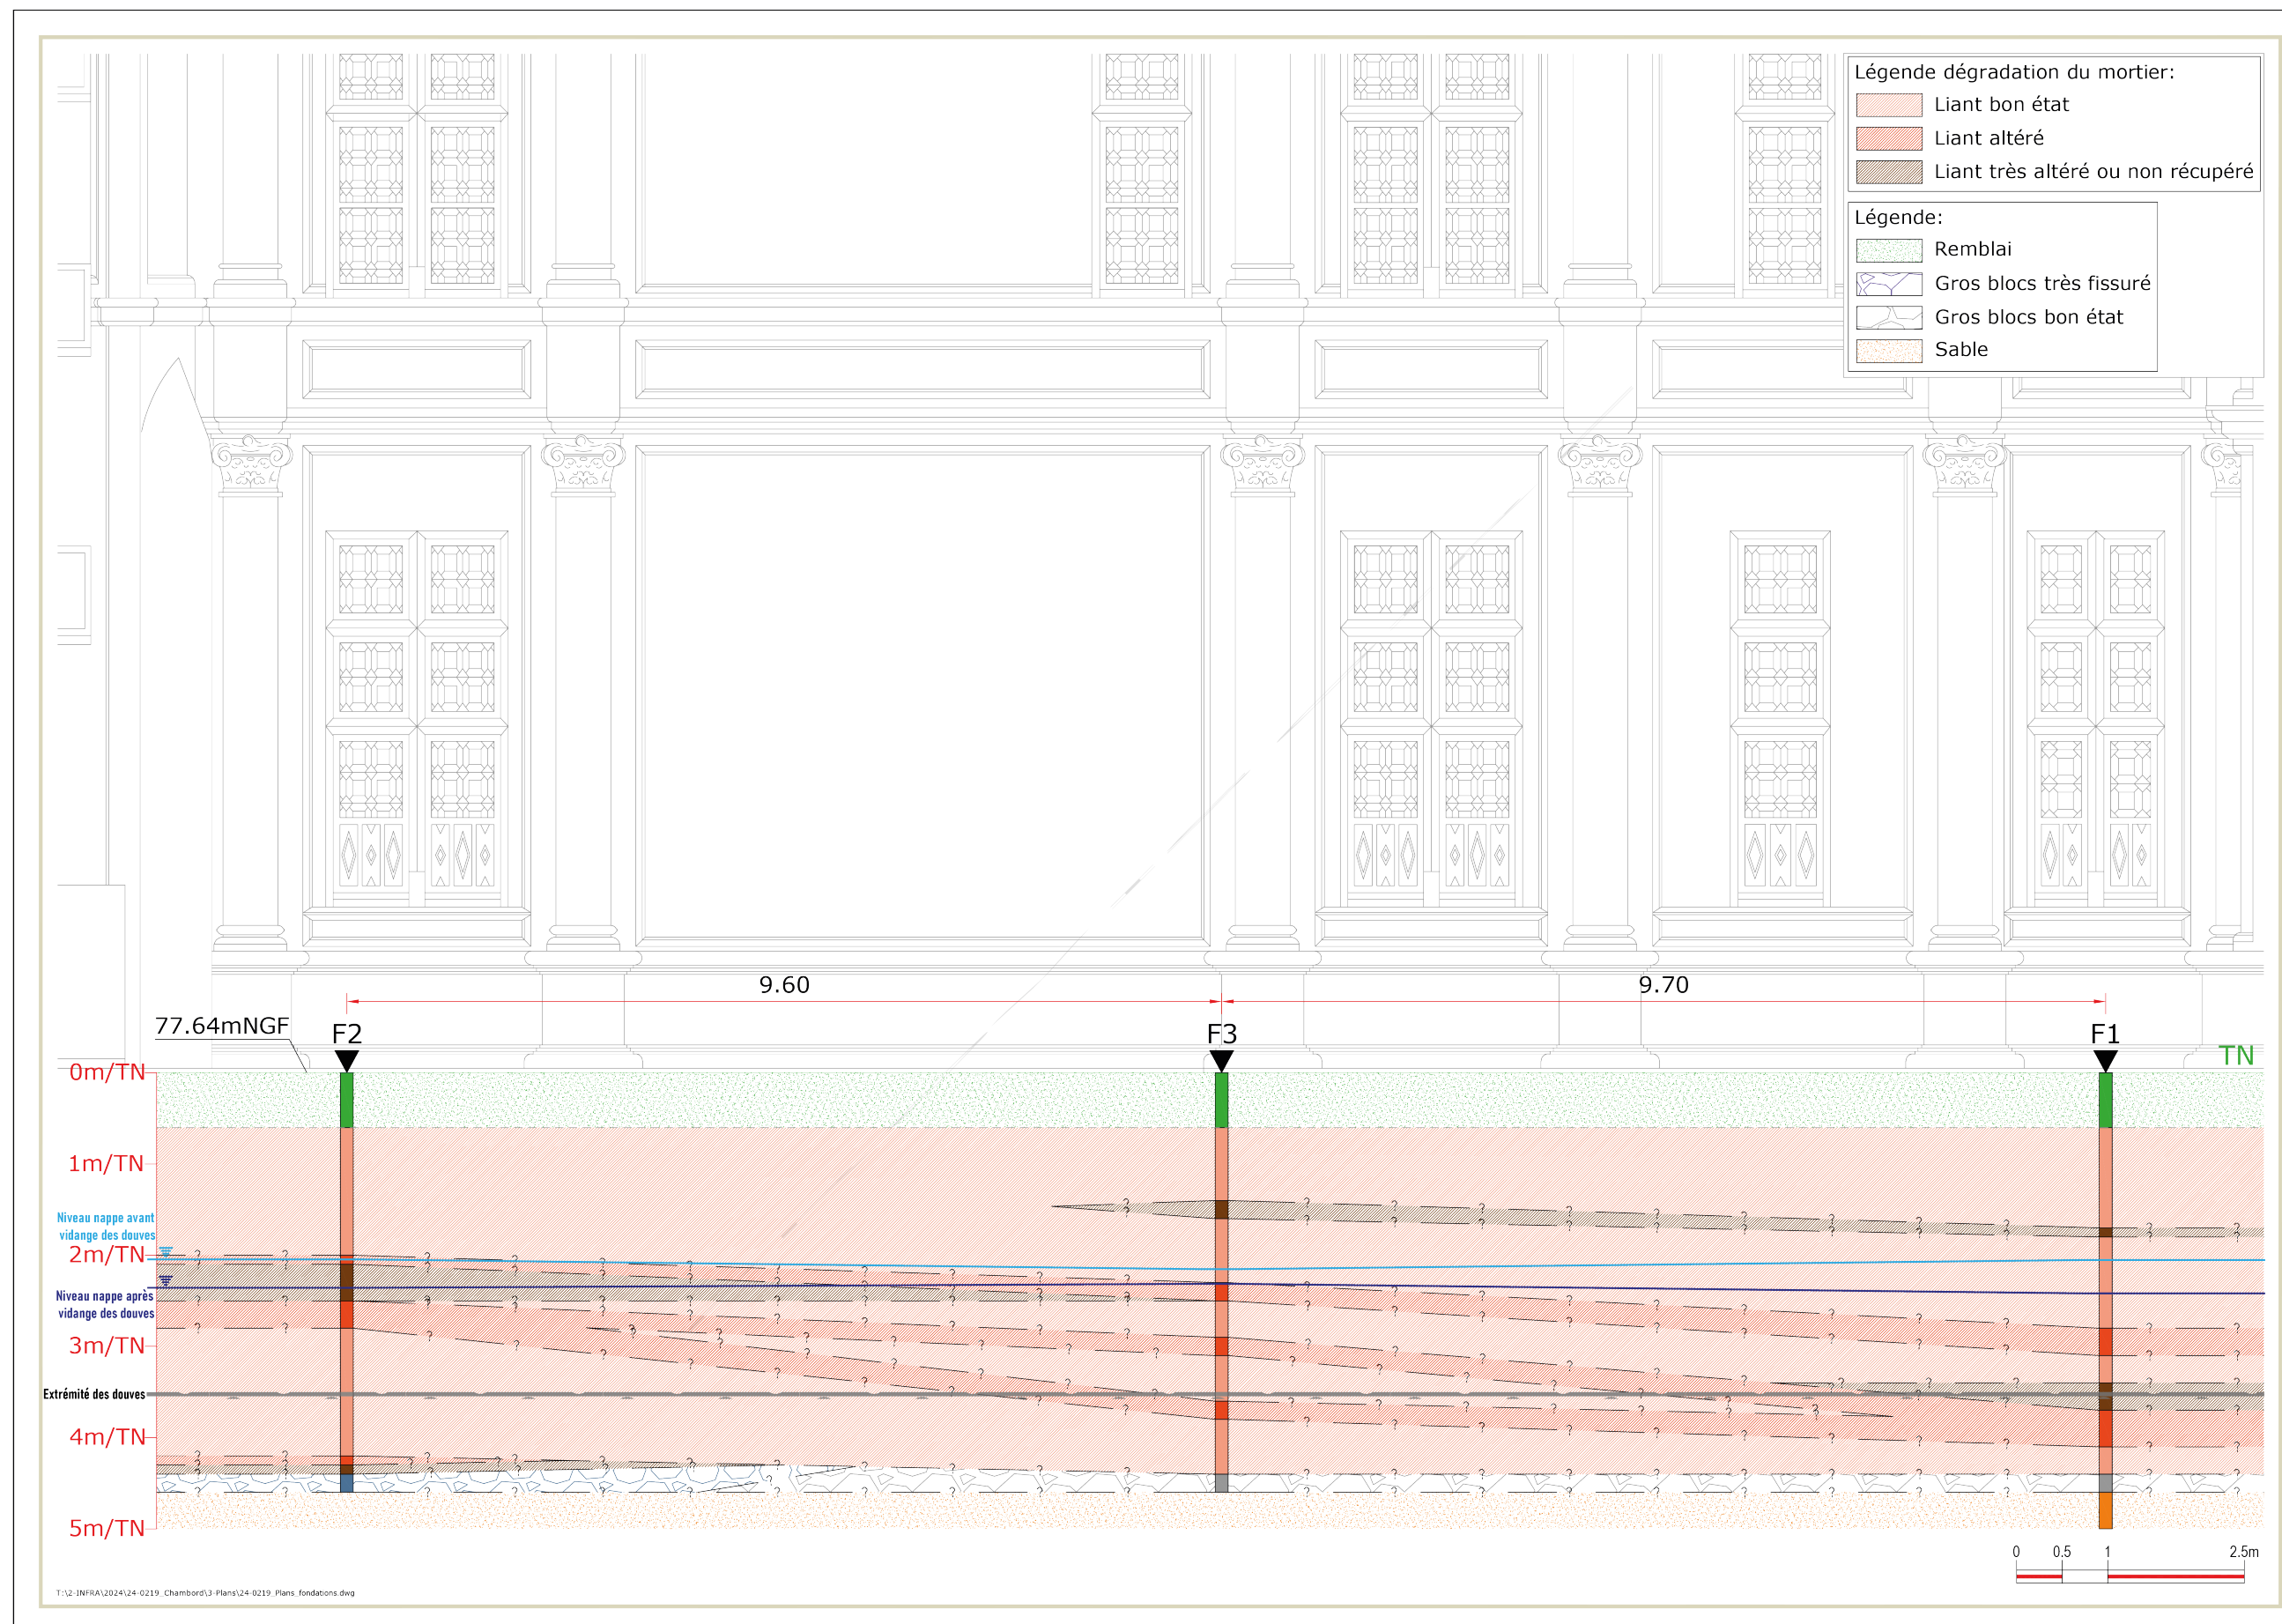 Légende dégradation du mortier:
Liant bon état
Liant altéré
Liant très altéré ou non récupéré
Légende:
Remblai
Gros blocs très fissuré
Gros blocs bon état
Sable
9.60
9.70
77.64mNGF
F2
F3
F1
TN
0m/TN
1m/TN
Niveau nappe avant
vidange des douves
2m/TN
Niveau nappe après
vidange des douves
3m/TN
Extrémité des douves
4m/TN
5m/TN
0 0.5 1 2.5m
T:\2-INFRA\2024\24-0219_Chambord\3-Plans\24-0219_Plans_fondations.dwg